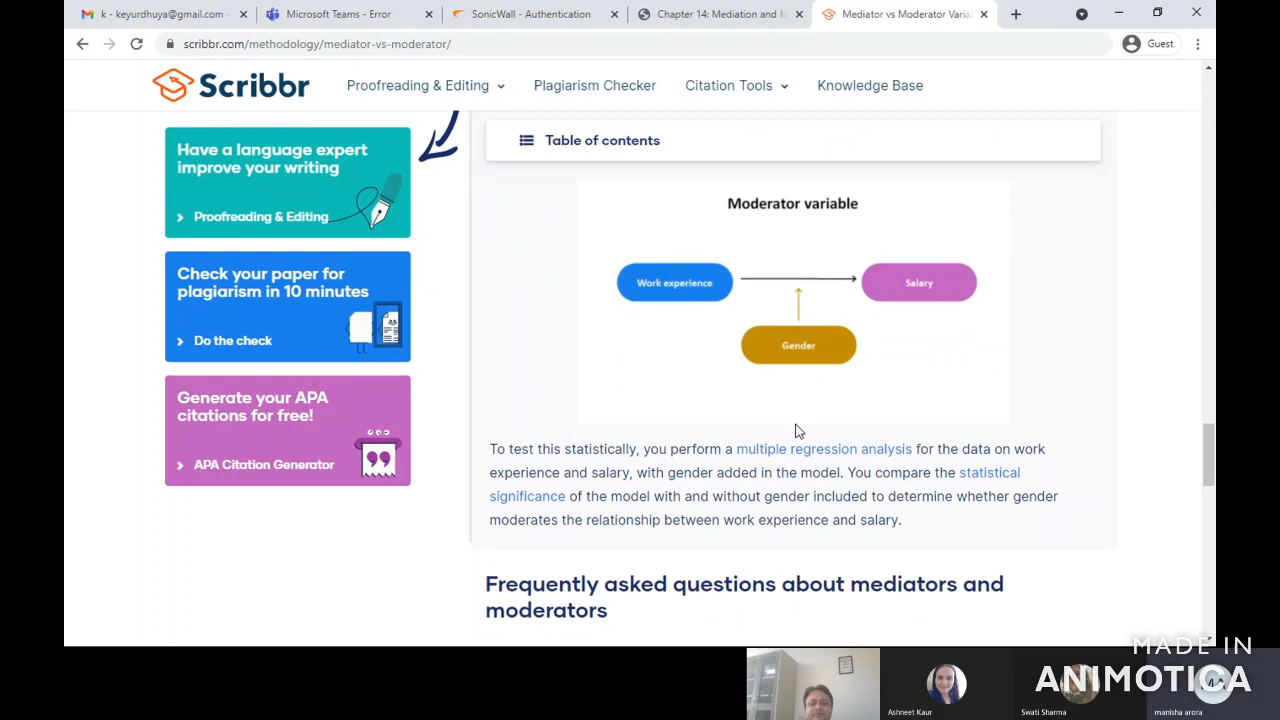 k - keyurdhuya@gmail.com -
Microsoft Teams - Error
SonicWall - Authentication
Chapter 14: Mediation and M
Mediator vs Moderator Varia
scribbr.com/methodology/mediator-vs-moderator/
Guest
Scribbr
Proofreading & Editing
Plagiarism Checker
Citation Tools
Knowledge Base
Have a language expert
improve your writing
Proofreading & Editing
Check your paper for
plagiarism in 10 minutes
Do the check
Generate your APA
citations for free!
APA Citation Generator
Table of contents
Moderator variable
Work experience
Salary
Gender
To test this statistically, you perform a multiple regression analysis for the data on work
experience and salary, with gender added in the model. You compare the statistical
significance of the model with and without gender included to determine whether gender
moderates the relationship between work experience and salary.
Frequently asked questions about mediators and
moderators
MADE IN
ANIMOTICA
Ashneet Kaur
Swati Sharma
MA
manisha arora